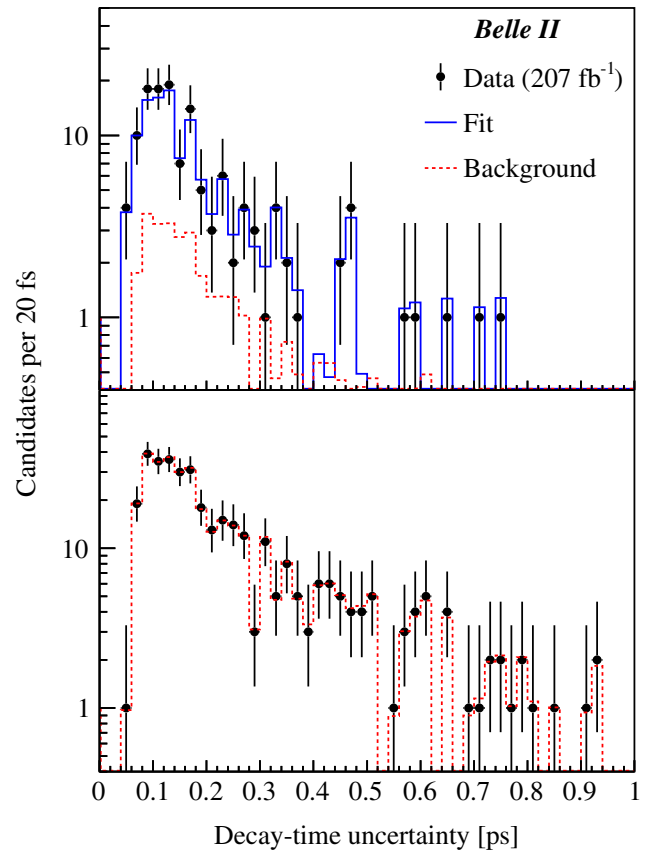 Belle II
Data (207 fb⁻¹)
Fit
Background
10
1
Candidates per 20 fs
10
1
0 0.1 0.2 0.3 0.4 0.5 0.6 0.7 0.8 0.9 1
Decay-time uncertainty [ps]